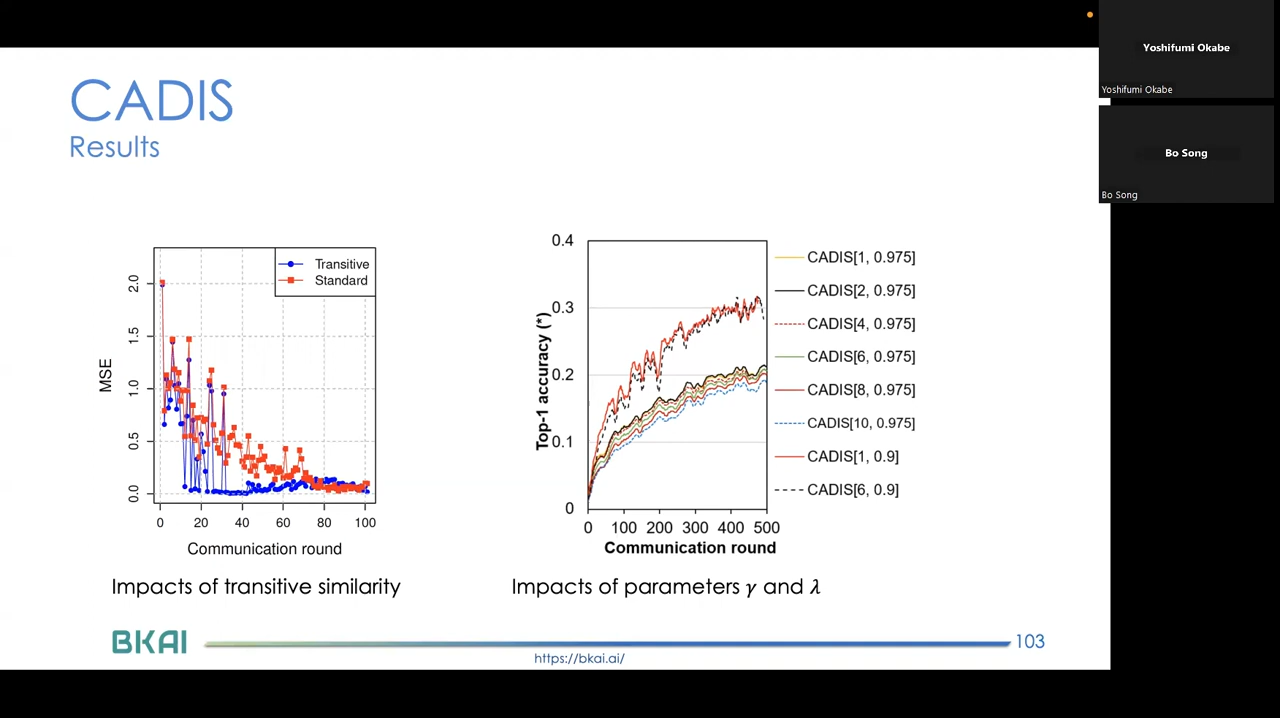 CADIS
Results
Yoshifumi Okabe
Yoshifumi Okabe
Bo Song
Bo Song
Transitive
Standard
MSE
2.0
1.5
1.0
0.5
0.0
0 20 40 60 80 100
Communication round
Impacts of transitive similarity
Top-1 accuracy (*)
0.4
0.3
0.2
0.1
0
0 100 200 300 400 500
Communication round
CADIS[1, 0.975]
CADIS[2, 0.975]
CADIS[4, 0.975]
CADIS[6, 0.975]
CADIS[8, 0.975]
CADIS[10, 0.975]
CADIS[1, 0.9]
CADIS[6, 0.9]
Impacts of parameters γ and λ
BKAI
103
https://bkai.ai/